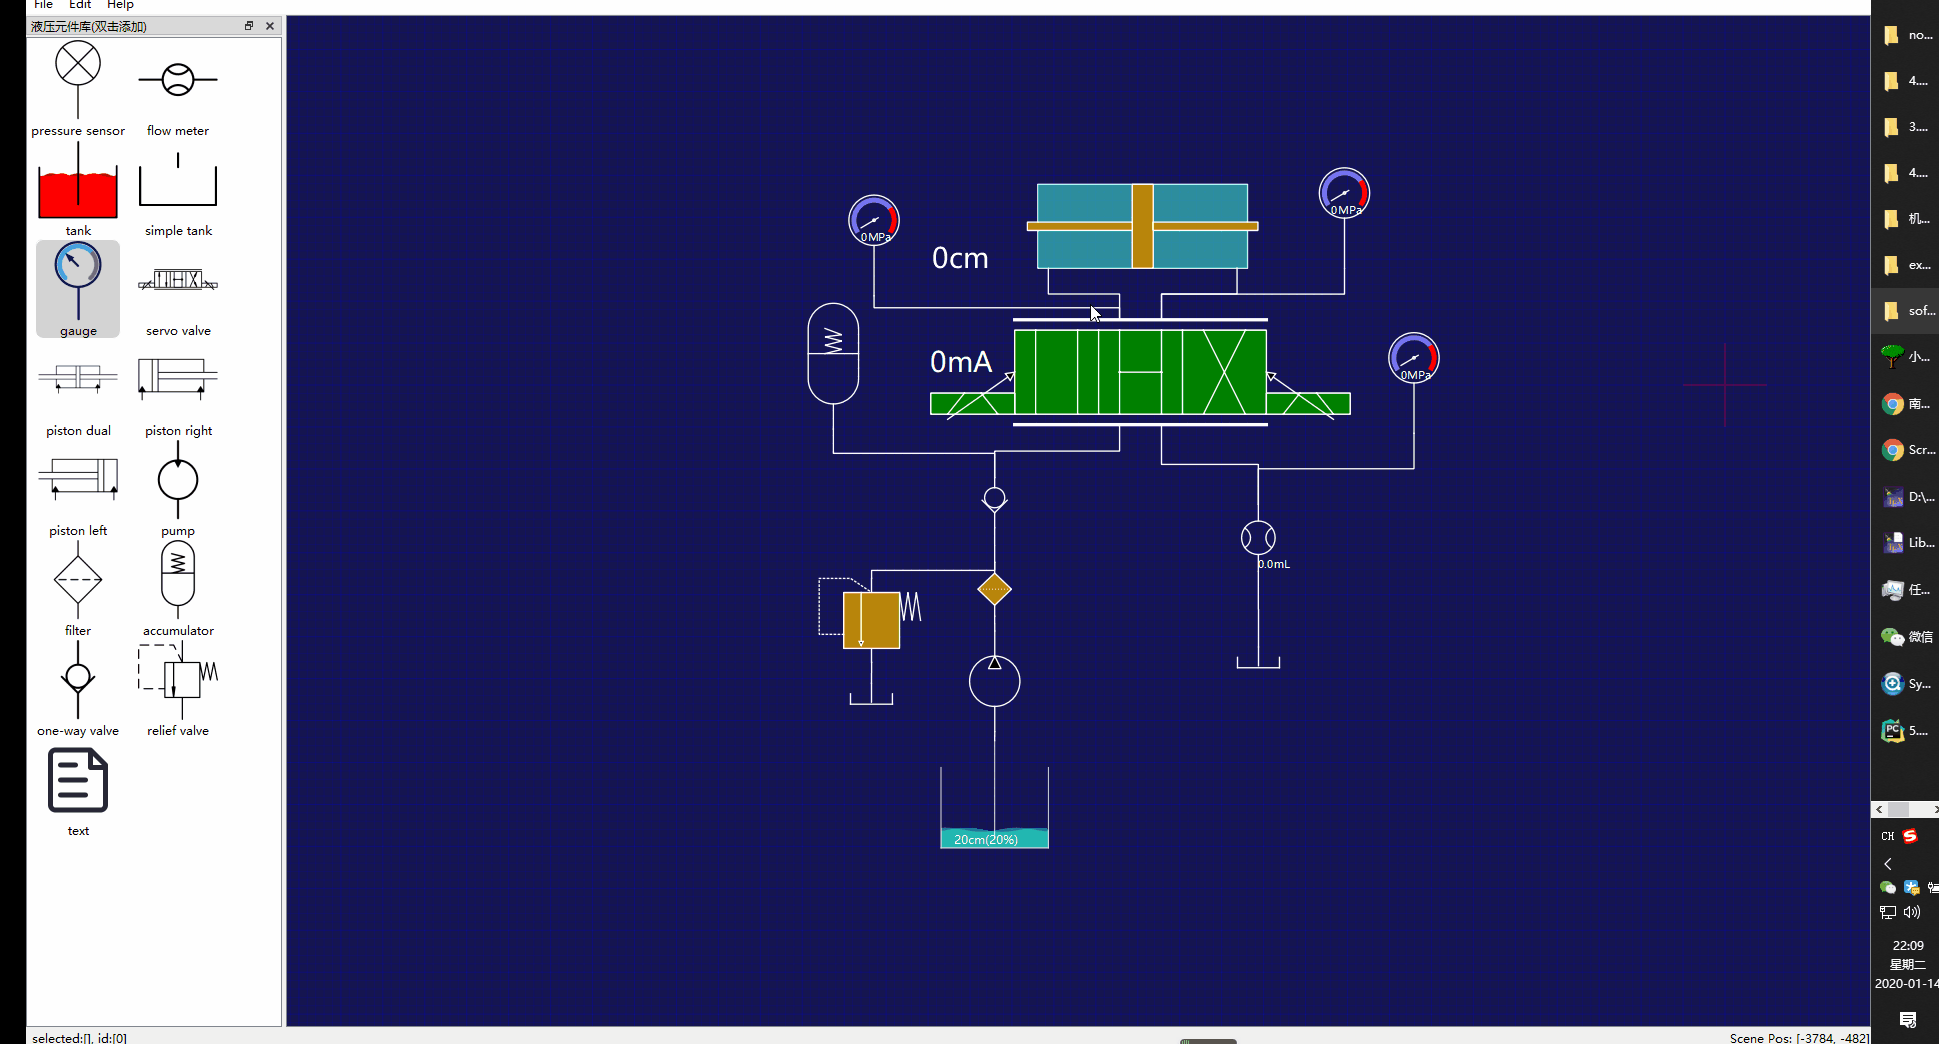 File Edit Help
液压元件库(双击添加)
pressure sensor
flow meter
tank
simple tank
gauge
servo valve
piston dual
piston right
piston left
pump
filter
accumulator
one-way valve
relief valve
text
0MPa
0MPa
0cm
0mA
0MPa
0.0mL
20cm(20%)
no...
4....
3....
4....
机...
ex...
sof...
小...
南...
Scr...
D:\...
Lib...
任...
微信
Sy...
PC
5....
CH
S
22:09
星期二
2020-01-14
selected:[], id:[0]
Scene Pos: [-3784, -482]